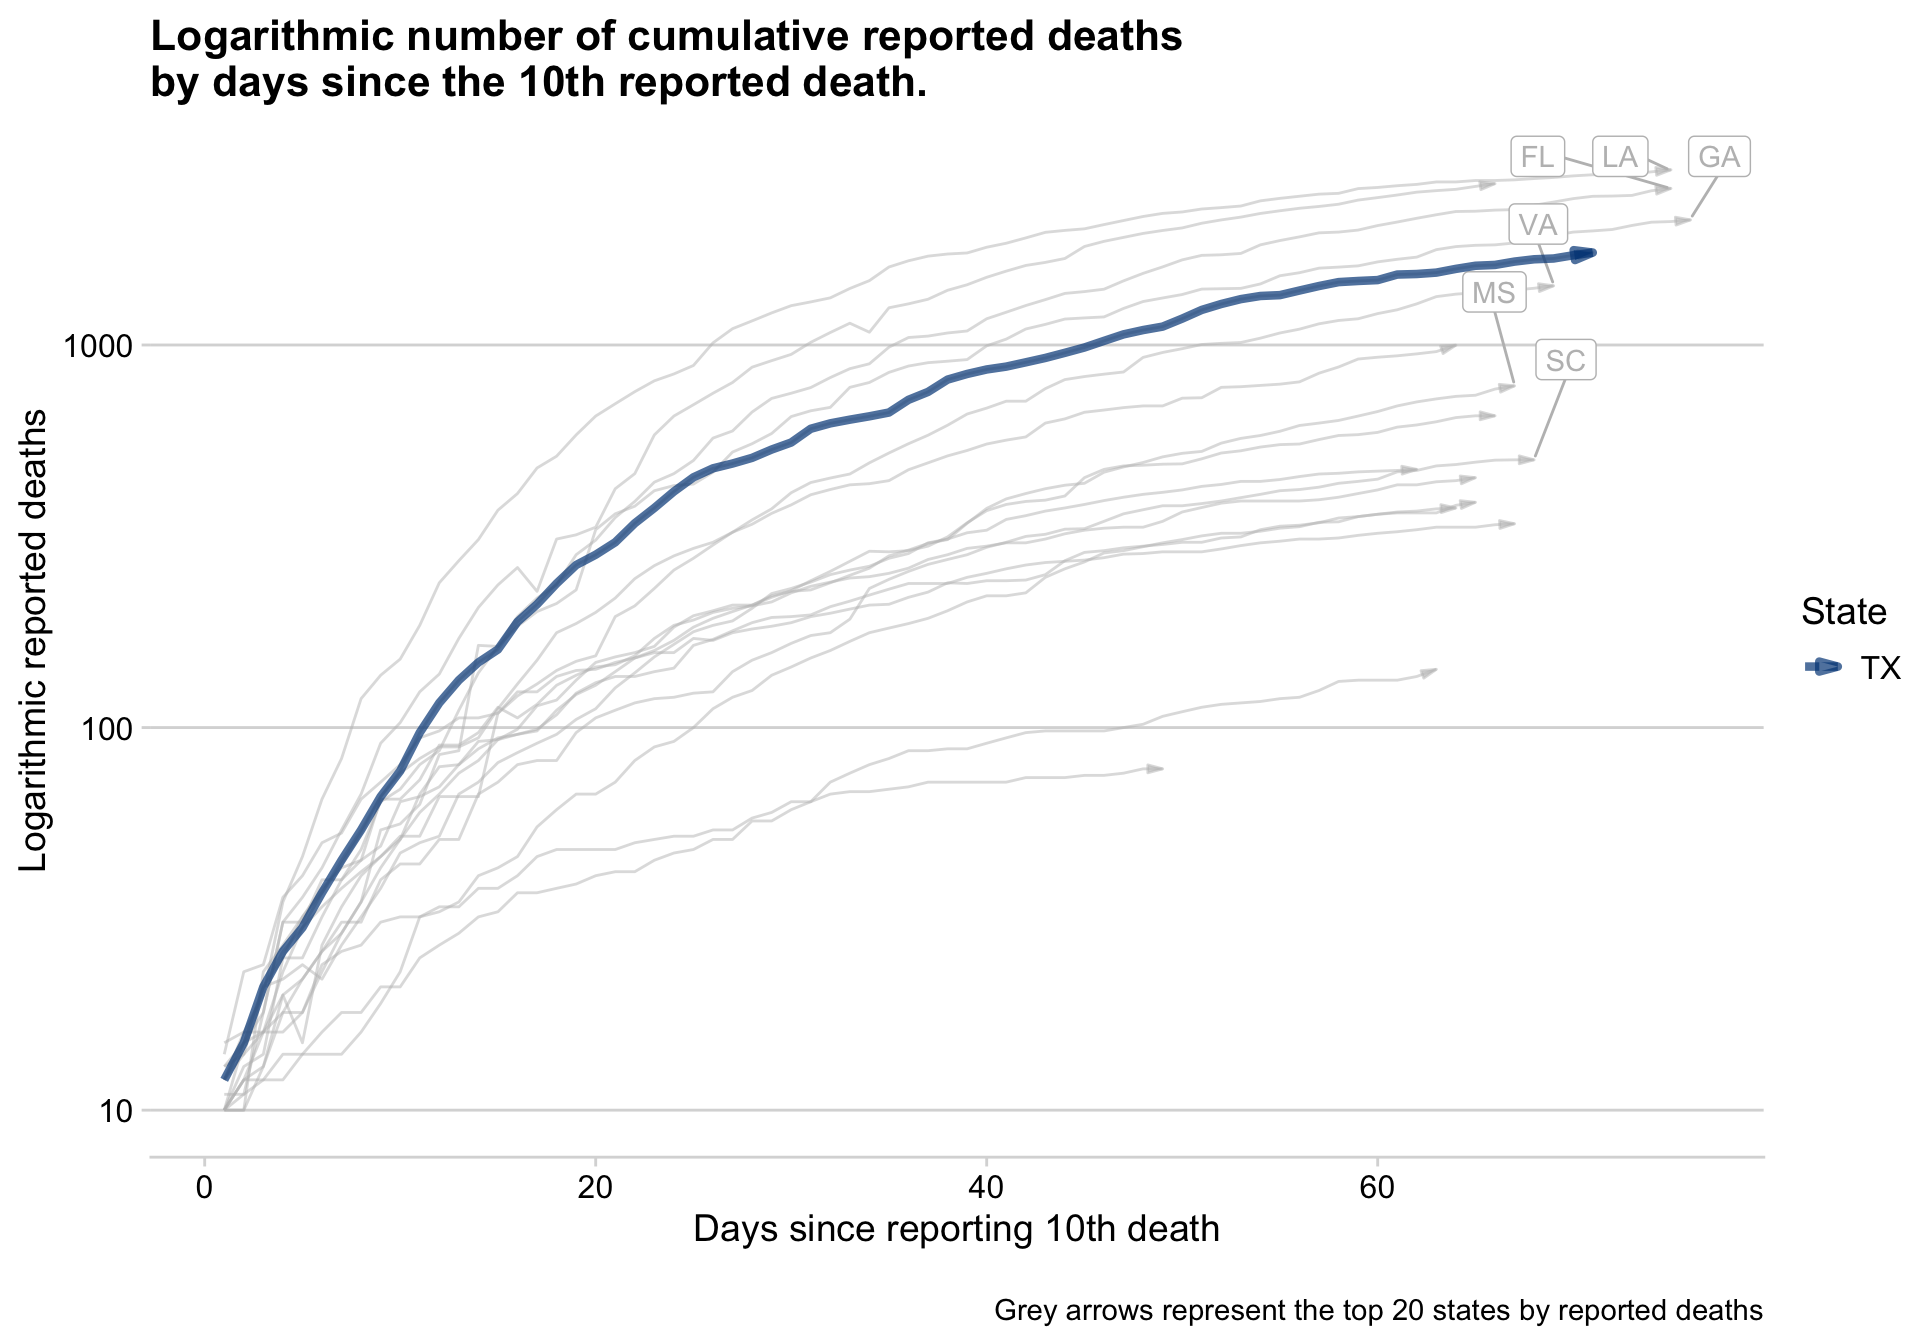 Logarithmic number of cumulative reported deaths
by days since the 10th reported death.
FL
LA
GA
VA
MS
SC
1000
100
10
Logarithmic reported deaths
State
TX
0
20
40
60
Days since reporting 10th death
Grey arrows represent the top 20 states by reported deaths